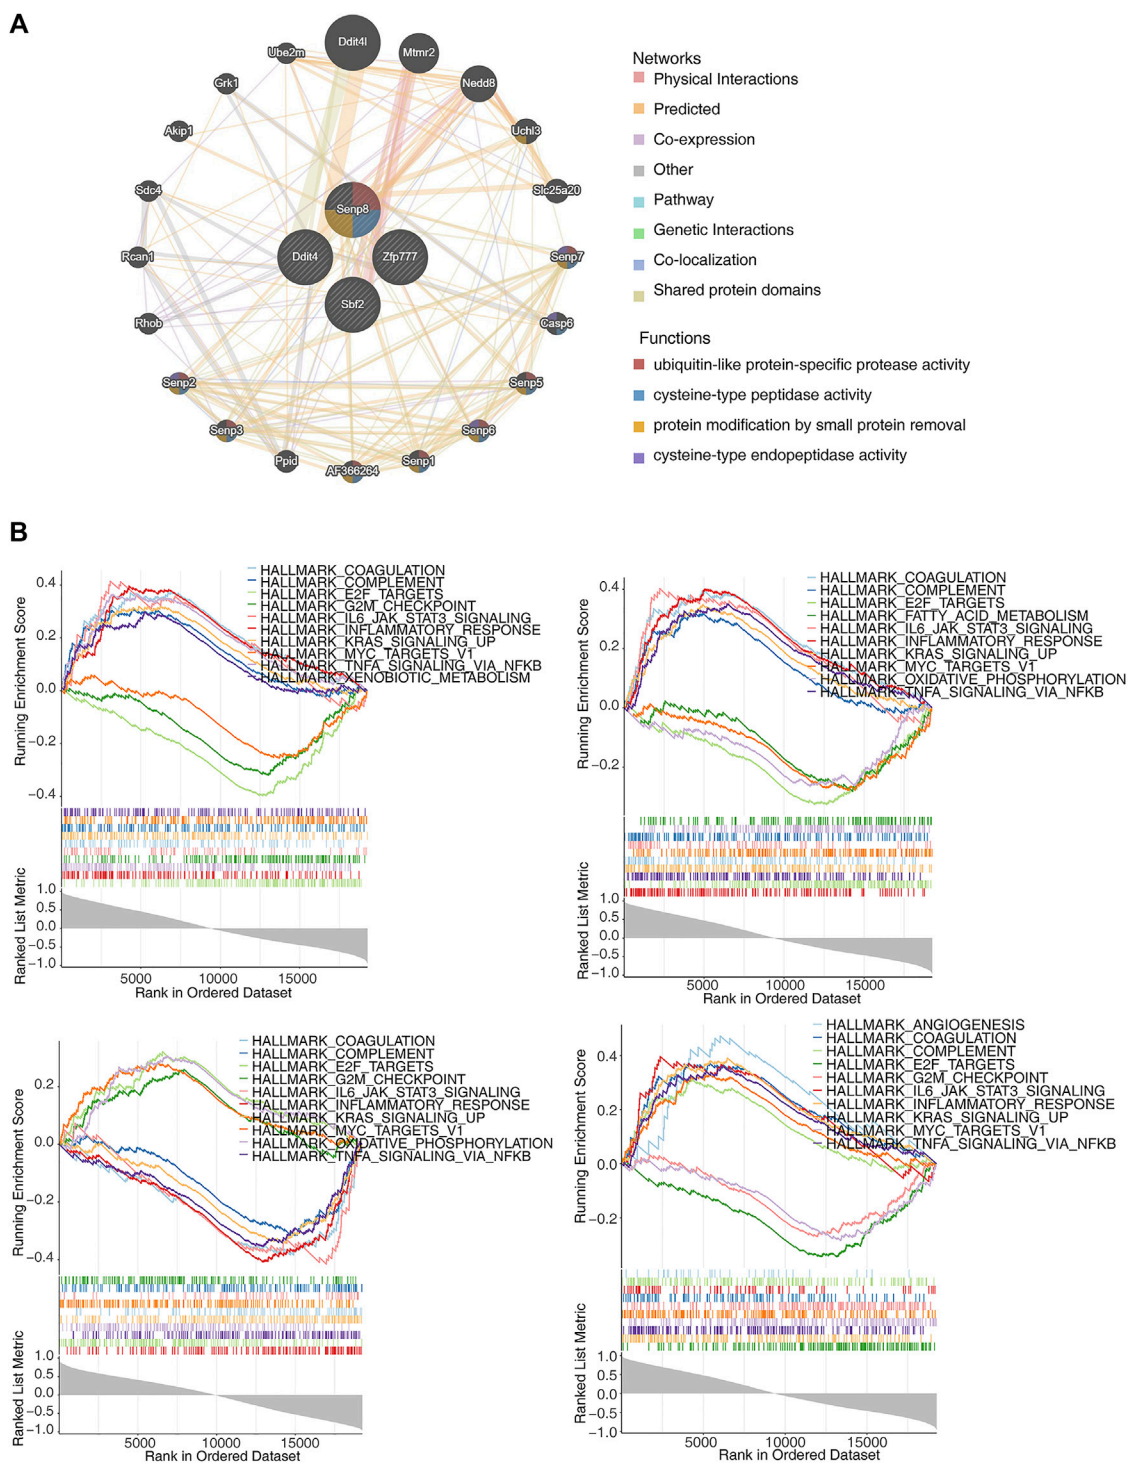 A
Ddit4l
Mtmr2
Ube2m
Nedd8
Grk1
Uchl3
Akip1
Slc25a20
Sdc4
Senp8
Rcan1
Ddit4
Zfp777
Senp7
Sbf2
Rhob
Casp6
Senp2
Senp5
Senp3
Senp6
Ppid
AF366264
Senp1
Networks
Physical Interactions
Predicted
Co-expression
Other
Pathway
Genetic Interactions
Co-localization
Shared protein domains
Functions
ubiquitin-like protein-specific protease activity
cysteine-type peptidase activity
protein modification by small protein removal
cysteine-type endopeptidase activity
B
HALLMARK_COAGULATION
HALLMARK_COMPLEMENT
HALLMARK_E2F_TARGETS
HALLMARK_G2M_CHECKPOINT
HALLMARK_IL6_JAK_STAT3_SIGNALING
HALLMARK_INFLAMMATORY_RESPONSE
HALLMARK_KRAS_SIGNALING_UP
HALLMARK_MYC_TARGETS_V1
HALLMARK_TNFA_SIGNALING_VIA_NFKB
HALLMARK_XENOBIOTIC_METABOLISM
Running Enrichment Score
0.4
0.2
0.0
−0.2
−0.4
Ranked List Metric
1.0
0.5
0.0
−0.5
−1.0
5000
10000
15000
Rank in Ordered Dataset
HALLMARK_COAGULATION
HALLMARK_COMPLEMENT
HALLMARK_E2F_TARGETS
HALLMARK_FATTY_ACID_METABOLISM
HALLMARK_IL6_JAK_STAT3_SIGNALING
HALLMARK_INFLAMMATORY_RESPONSE
HALLMARK_KRAS_SIGNALING_UP
HALLMARK_MYC_TARGETS_V1
HALLMARK_OXIDATIVE_PHOSPHORYLATION
HALLMARK_TNFA_SIGNALING_VIA_NFKB
Running Enrichment Score
0.4
0.2
0.0
−0.2
Ranked List Metric
1.0
0.5
0.0
−0.5
−1.0
5000
10000
15000
Rank in Ordered Dataset
HALLMARK_COAGULATION
HALLMARK_COMPLEMENT
HALLMARK_E2F_TARGETS
HALLMARK_G2M_CHECKPOINT
HALLMARK_IL6_JAK_STAT3_SIGNALING
HALLMARK_INFLAMMATORY_RESPONSE
HALLMARK_KRAS_SIGNALING_UP
HALLMARK_MYC_TARGETS_V1
HALLMARK_OXIDATIVE_PHOSPHORYLATION
HALLMARK_TNFA_SIGNALING_VIA_NFKB
Running Enrichment Score
0.2
0.0
−0.2
−0.4
Ranked List Metric
1.0
0.5
0.0
−0.5
−1.0
5000
10000
15000
Rank in Ordered Dataset
HALLMARK_ANGIOGENESIS
HALLMARK_COAGULATION
HALLMARK_COMPLEMENT
HALLMARK_E2F_TARGETS
HALLMARK_G2M_CHECKPOINT
HALLMARK_IL6_JAK_STAT3_SIGNALING
HALLMARK_INFLAMMATORY_RESPONSE
HALLMARK_KRAS_SIGNALING_UP
HALLMARK_MYC_TARGETS_V1
HALLMARK_TNFA_SIGNALING_VIA_NFKB
Running Enrichment Score
0.4
0.2
0.0
−0.2
Ranked List Metric
1.0
0.5
0.0
−0.5
−1.0
5000
10000
15000
Rank in Ordered Dataset